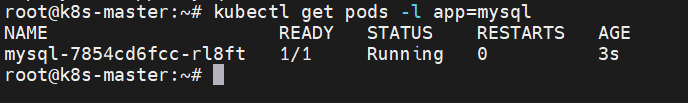 root@k8s-master:~# kubectl get pods -l app=mysql
NAME                     READY   STATUS    RESTARTS   AGE
mysql-7854cd6fcc-rl8ft   1/1     Running   0          3s
root@k8s-master:~#